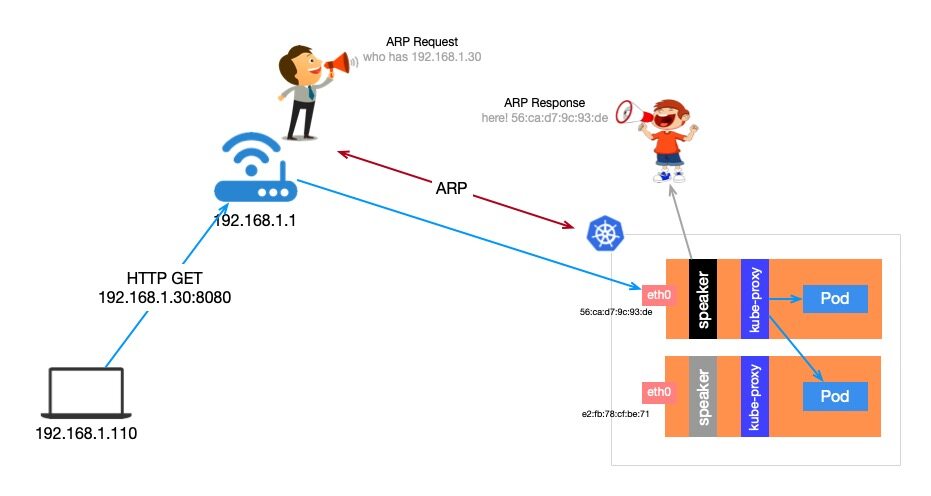 ARP Request
who has 192.168.1.30
ARP Response
here! 56:ca:d7:9c:93:de
ARP
192.168.1.1
HTTP GET
192.168.1.30:8080
192.168.1.110
eth0
56:ca:d7:9c:93:de
speaker
kube-proxy
Pod
eth0
e2:fb:78:cf:be:71
speaker
kube-proxy
Pod